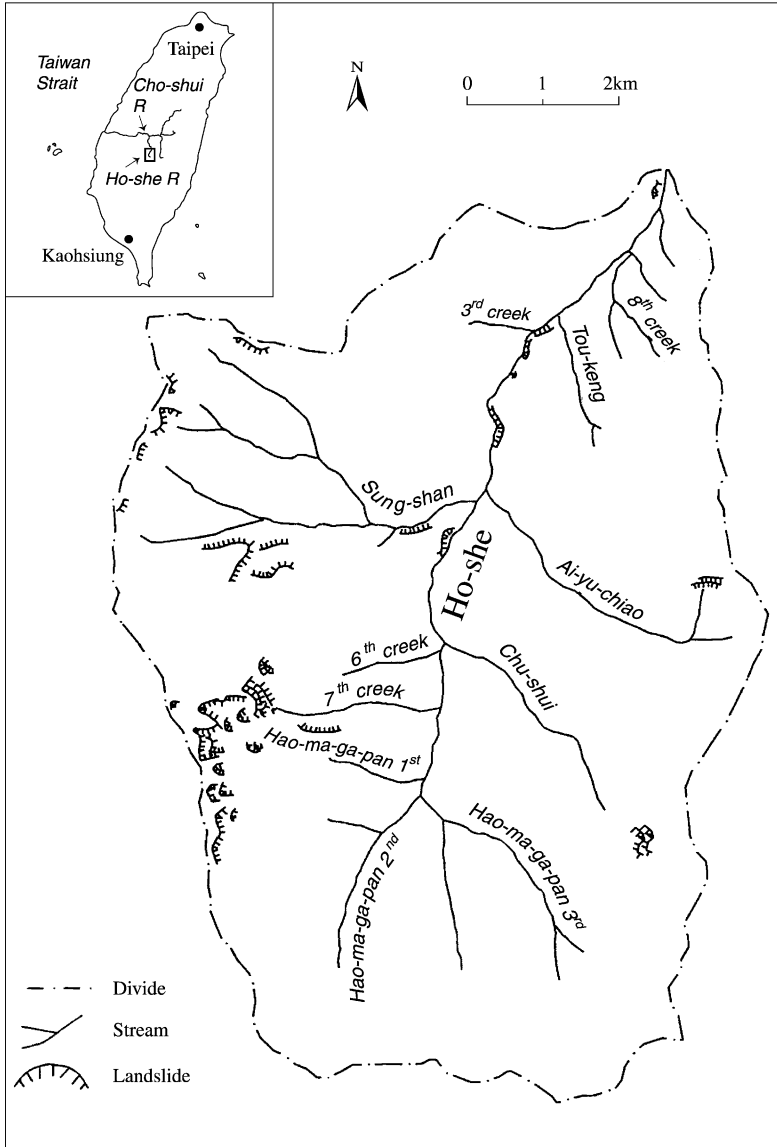 Taipei
Taiwan
Strait
Cho-shui
R
Ho-she R
Kaohsiung
N
0 1 2km
3rd creek
8th creek
Tou-keng
Sung-shan
Ho-she
Ai-yu-chiao
6th creek
Chu-shui
7th creek
Hao-ma-ga-pan 1st
Hao-ma-ga-pan 2nd
Hao-ma-ga-pan 3rd
Divide
Stream
Landslide